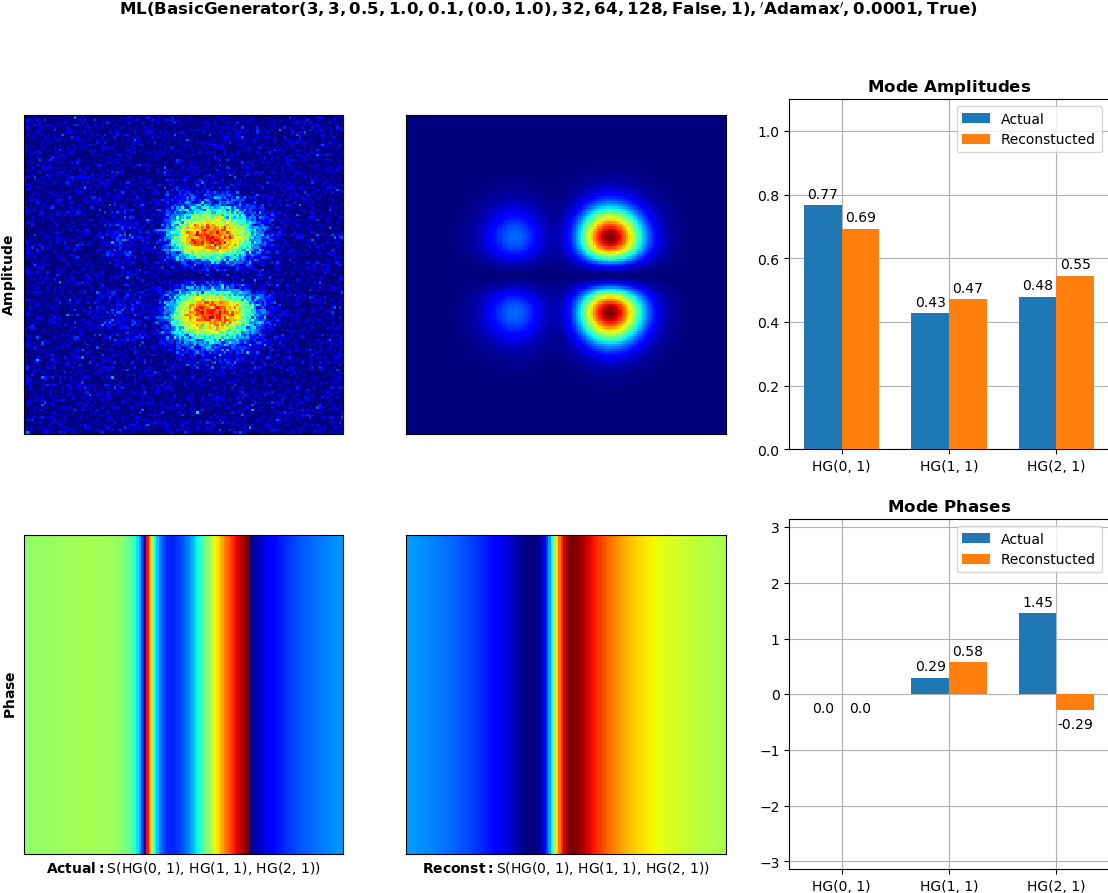 ML(BasicGenerator(3, 3, 0.5, 1.0, 0.1, (0.0, 1.0), 32, 64, 128, False, 1), ′Adamax′, 0.0001, True)
Amplitude
Mode Amplitudes
Actual
Reconstucted
1.0
0.8
0.6
0.4
0.2
0.0
0.77
0.69
0.43
0.47
0.48
0.55
HG(0, 1)
HG(1, 1)
HG(2, 1)
Phase
Actual: S(HG(0, 1), HG(1, 1), HG(2, 1))
Reconst: S(HG(0, 1), HG(1, 1), HG(2, 1))
Mode Phases
Actual
Reconstucted
3
2
1
0
−1
−2
−3
0.0
0.0
0.29
0.58
1.45
-0.29
HG(0, 1)
HG(1, 1)
HG(2, 1)